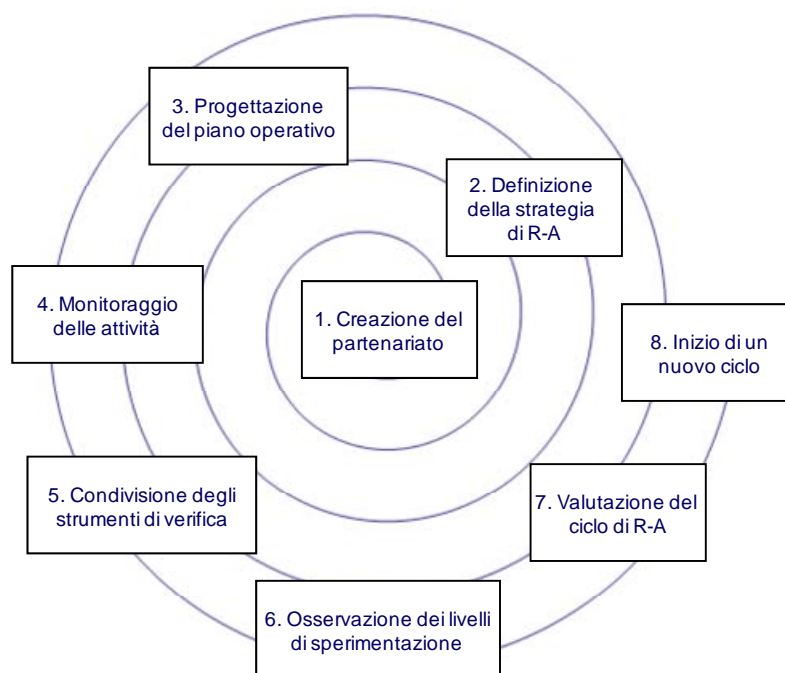 1. Creazione del
partenariato
2. Definizione
della strategia
di R-A
3. Progettazione
del piano operativo
4. Monitoraggio
delle attività
5. Condivisione degli
strumenti di verifica
6. Osservazione dei livelli
di sperimentazione
7. Valutazione del
ciclo di R-A
8. Inizio di un
nuovo ciclo